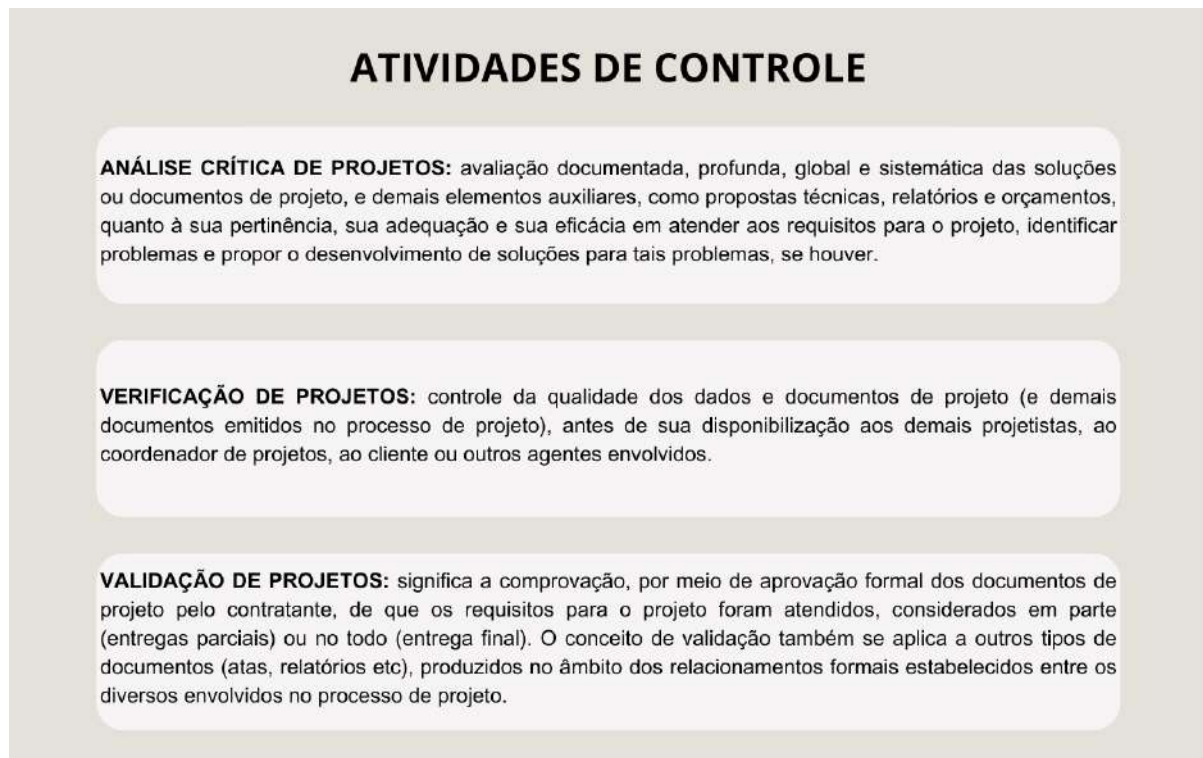 ATIVIDADES DE CONTROLE
ANÁLISE CRÍTICA DE PROJETOS: avaliação documentada, profunda, global e sistemática das soluções
ou documentos de projeto, e demais elementos auxiliares, como propostas técnicas, relatórios e orçamentos,
quanto à sua pertinência, sua adequação e sua eficácia em atender aos requisitos para o projeto, identificar
problemas e propor o desenvolvimento de soluções para tais problemas, se houver.
VERIFICAÇÃO DE PROJETOS: controle da qualidade dos dados e documentos de projeto (e demais
documentos emitidos no processo de projeto), antes de sua disponibilização aos demais projetistas, ao
coordenador de projetos, ao cliente ou outros agentes envolvidos.
VALIDAÇÃO DE PROJETOS: significa a comprovação, por meio de aprovação formal dos documentos de
projeto pelo contratante, de que os requisitos para o projeto foram atendidos, considerados em parte
(entregas parciais) ou no todo (entrega final). O conceito de validação também se aplica a outros tipos de
documentos (atas, relatórios etc), produzidos no âmbito dos relacionamentos formais estabelecidos entre os
diversos envolvidos no processo de projeto.